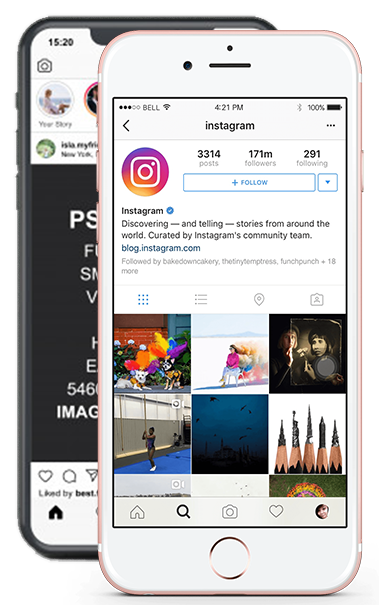 15:20
Your Story
isla.myfri
New York,
PS
FU
SM
V
H
E
5460
IMAG
Liked by best.
BELL
4:21 PM
100%
instagram
3314
171m
291
posts
followers
following
+ FOLLOW
Instagram
Discovering — and telling — stories from around the
world. Curated by Instagram's community team.
blog.instagram.com
Followed by bakedowncakery, thetinytemptress, funchpunch + 18
more